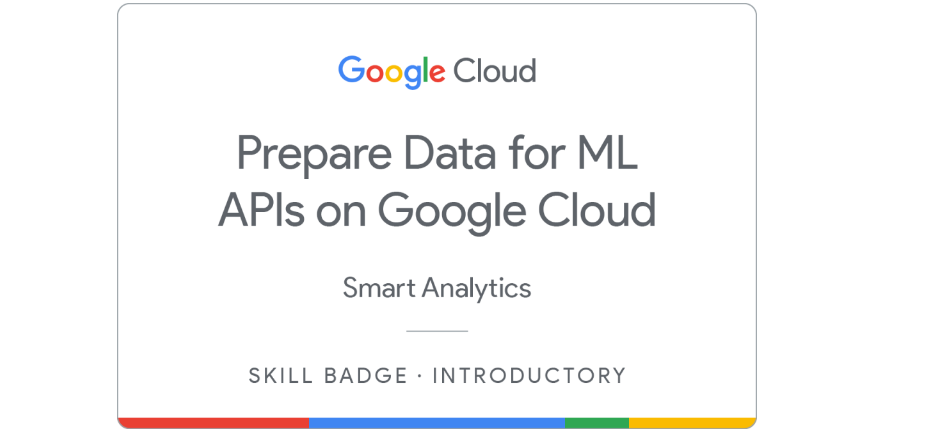 Google Cloud
Prepare Data for ML
APIs on Google Cloud
Smart Analytics
SKILL BADGE · INTRODUCTORY